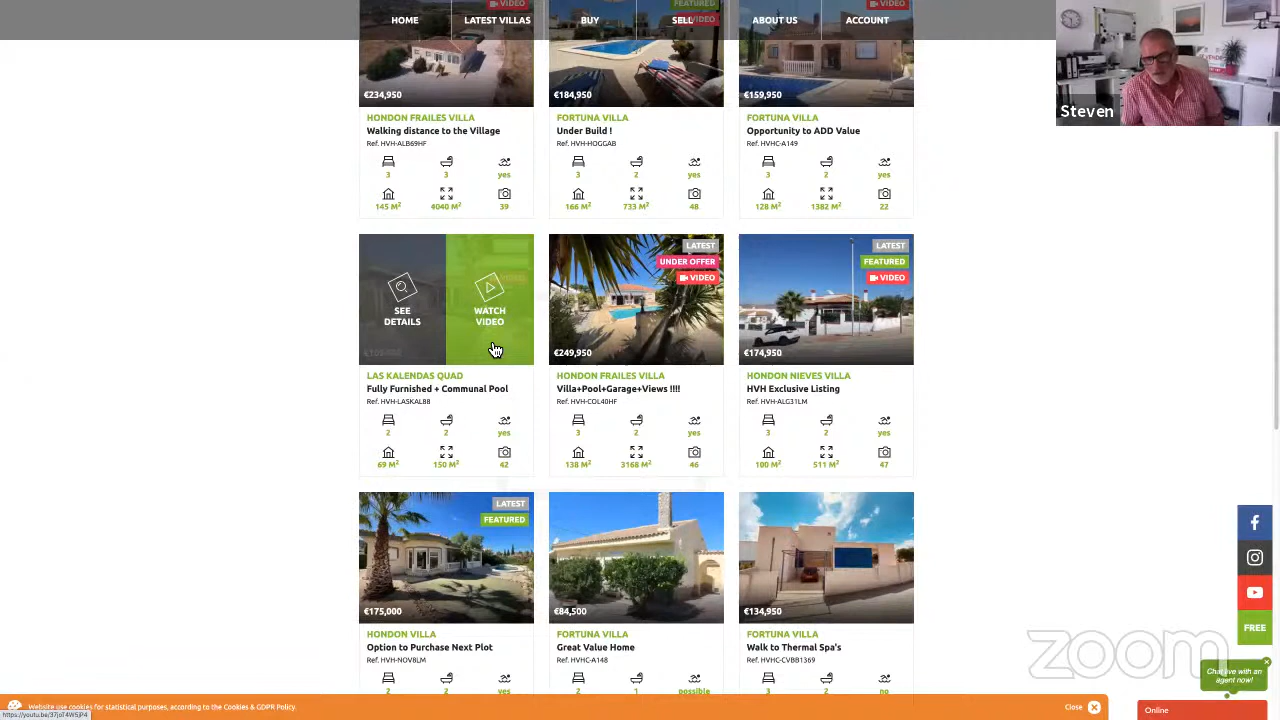 HOME LATEST VILLAS BUY SELL ABOUT US ACCOUNT
VIDEO FEATURED VIDEO VIDEO
€234,950 €184,950 €159,950
Steven
HONDON FRAILES VILLA FORTUNA VILLA FORTUNA VILLA
Walking distance to the Village Under Build ! Opportunity to ADD Value
Ref. HVH-ALB69HF Ref. HVH-HOGGAB Ref. HVHC-A149
3 3 yes 3 2 yes 3 2 yes
145 M² 4040 M² 39 166 M² 733 M² 48 128 M² 1382 M² 22
LATEST LATEST
UNDER OFFER FEATURED
VIDEO VIDEO
SEE DETAILS WATCH VIDEO
€249,950 €174,950
LAS KALENDAS QUAD HONDON FRAILES VILLA HONDON NIEVES VILLA
Fully Furnished + Communal Pool Villa+Pool+Garage+Views !!!! HVH Exclusive Listing
Ref. HVH-LASKAL88 Ref. HVH-COL40HF Ref. HVH-ALG31LM
2 2 yes 3 2 yes 3 2 yes
69 M² 150 M² 42 138 M² 3168 M² 46 100 M² 511 M² 47
LATEST
FEATURED
€175,000 €84,500 €134,950
HONDON VILLA FORTUNA VILLA FORTUNA VILLA
Option to Purchase Next Plot Great Value Home Walk to Thermal Spa's
Ref. HVH-NOV8LM Ref. HVHC-A148 Ref. HVHC-CVBB1369
2 2 yes 2 1 possible 3 2 no
FREE
zoom
Chat live with an
agent now!
Website use cookies for statistical purposes, according to the Cookies & GDPR Policy. Close
Online